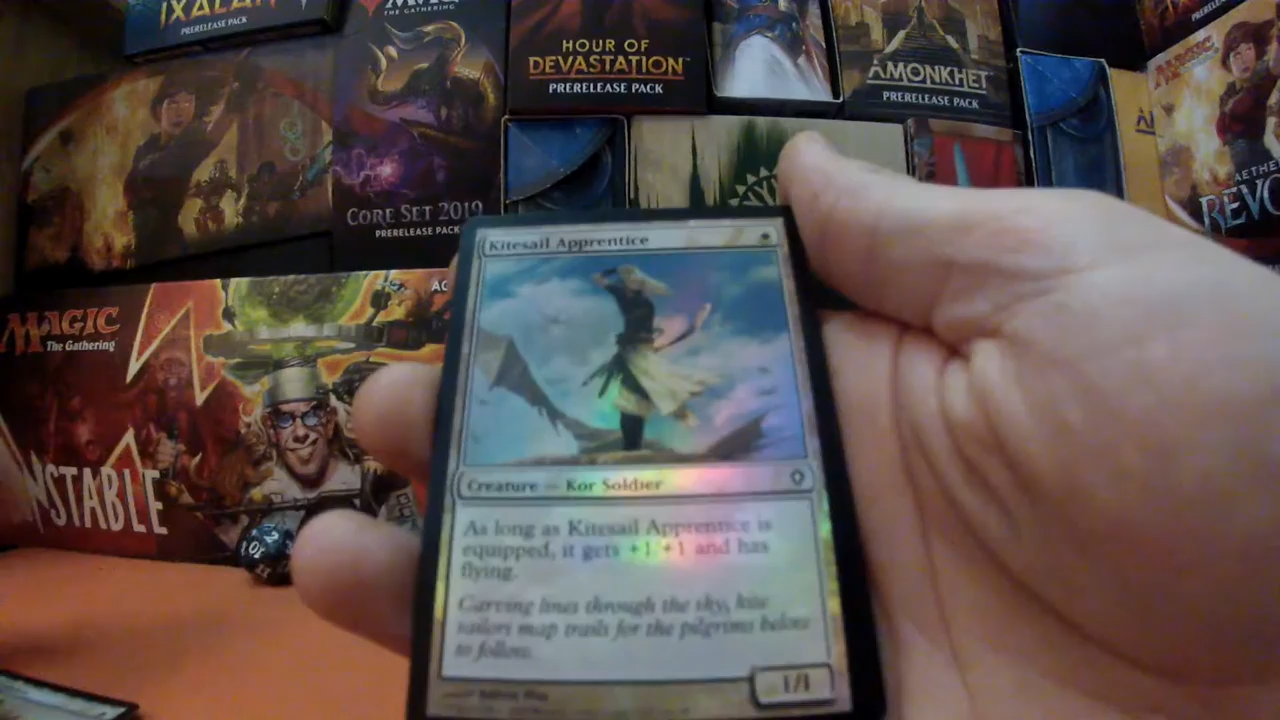 IXALAN
PRERELEASE PACK
THE GATHERING
CORE SET 2019
PRERELEASE PACK
HOUR OF
DEVASTATION
PRERELEASE PACK
AMONKHET
PRERELEASE PACK
MAGIC
The Gathering
Kitesail Apprentice
Creature — Kor Soldier
As long as Kitesail Apprentice is
equipped, it gets +1/+1 and has
flying.
Carving lines through the sky, kite
sailors map trails for the pilgrims below
to follow.
1/1